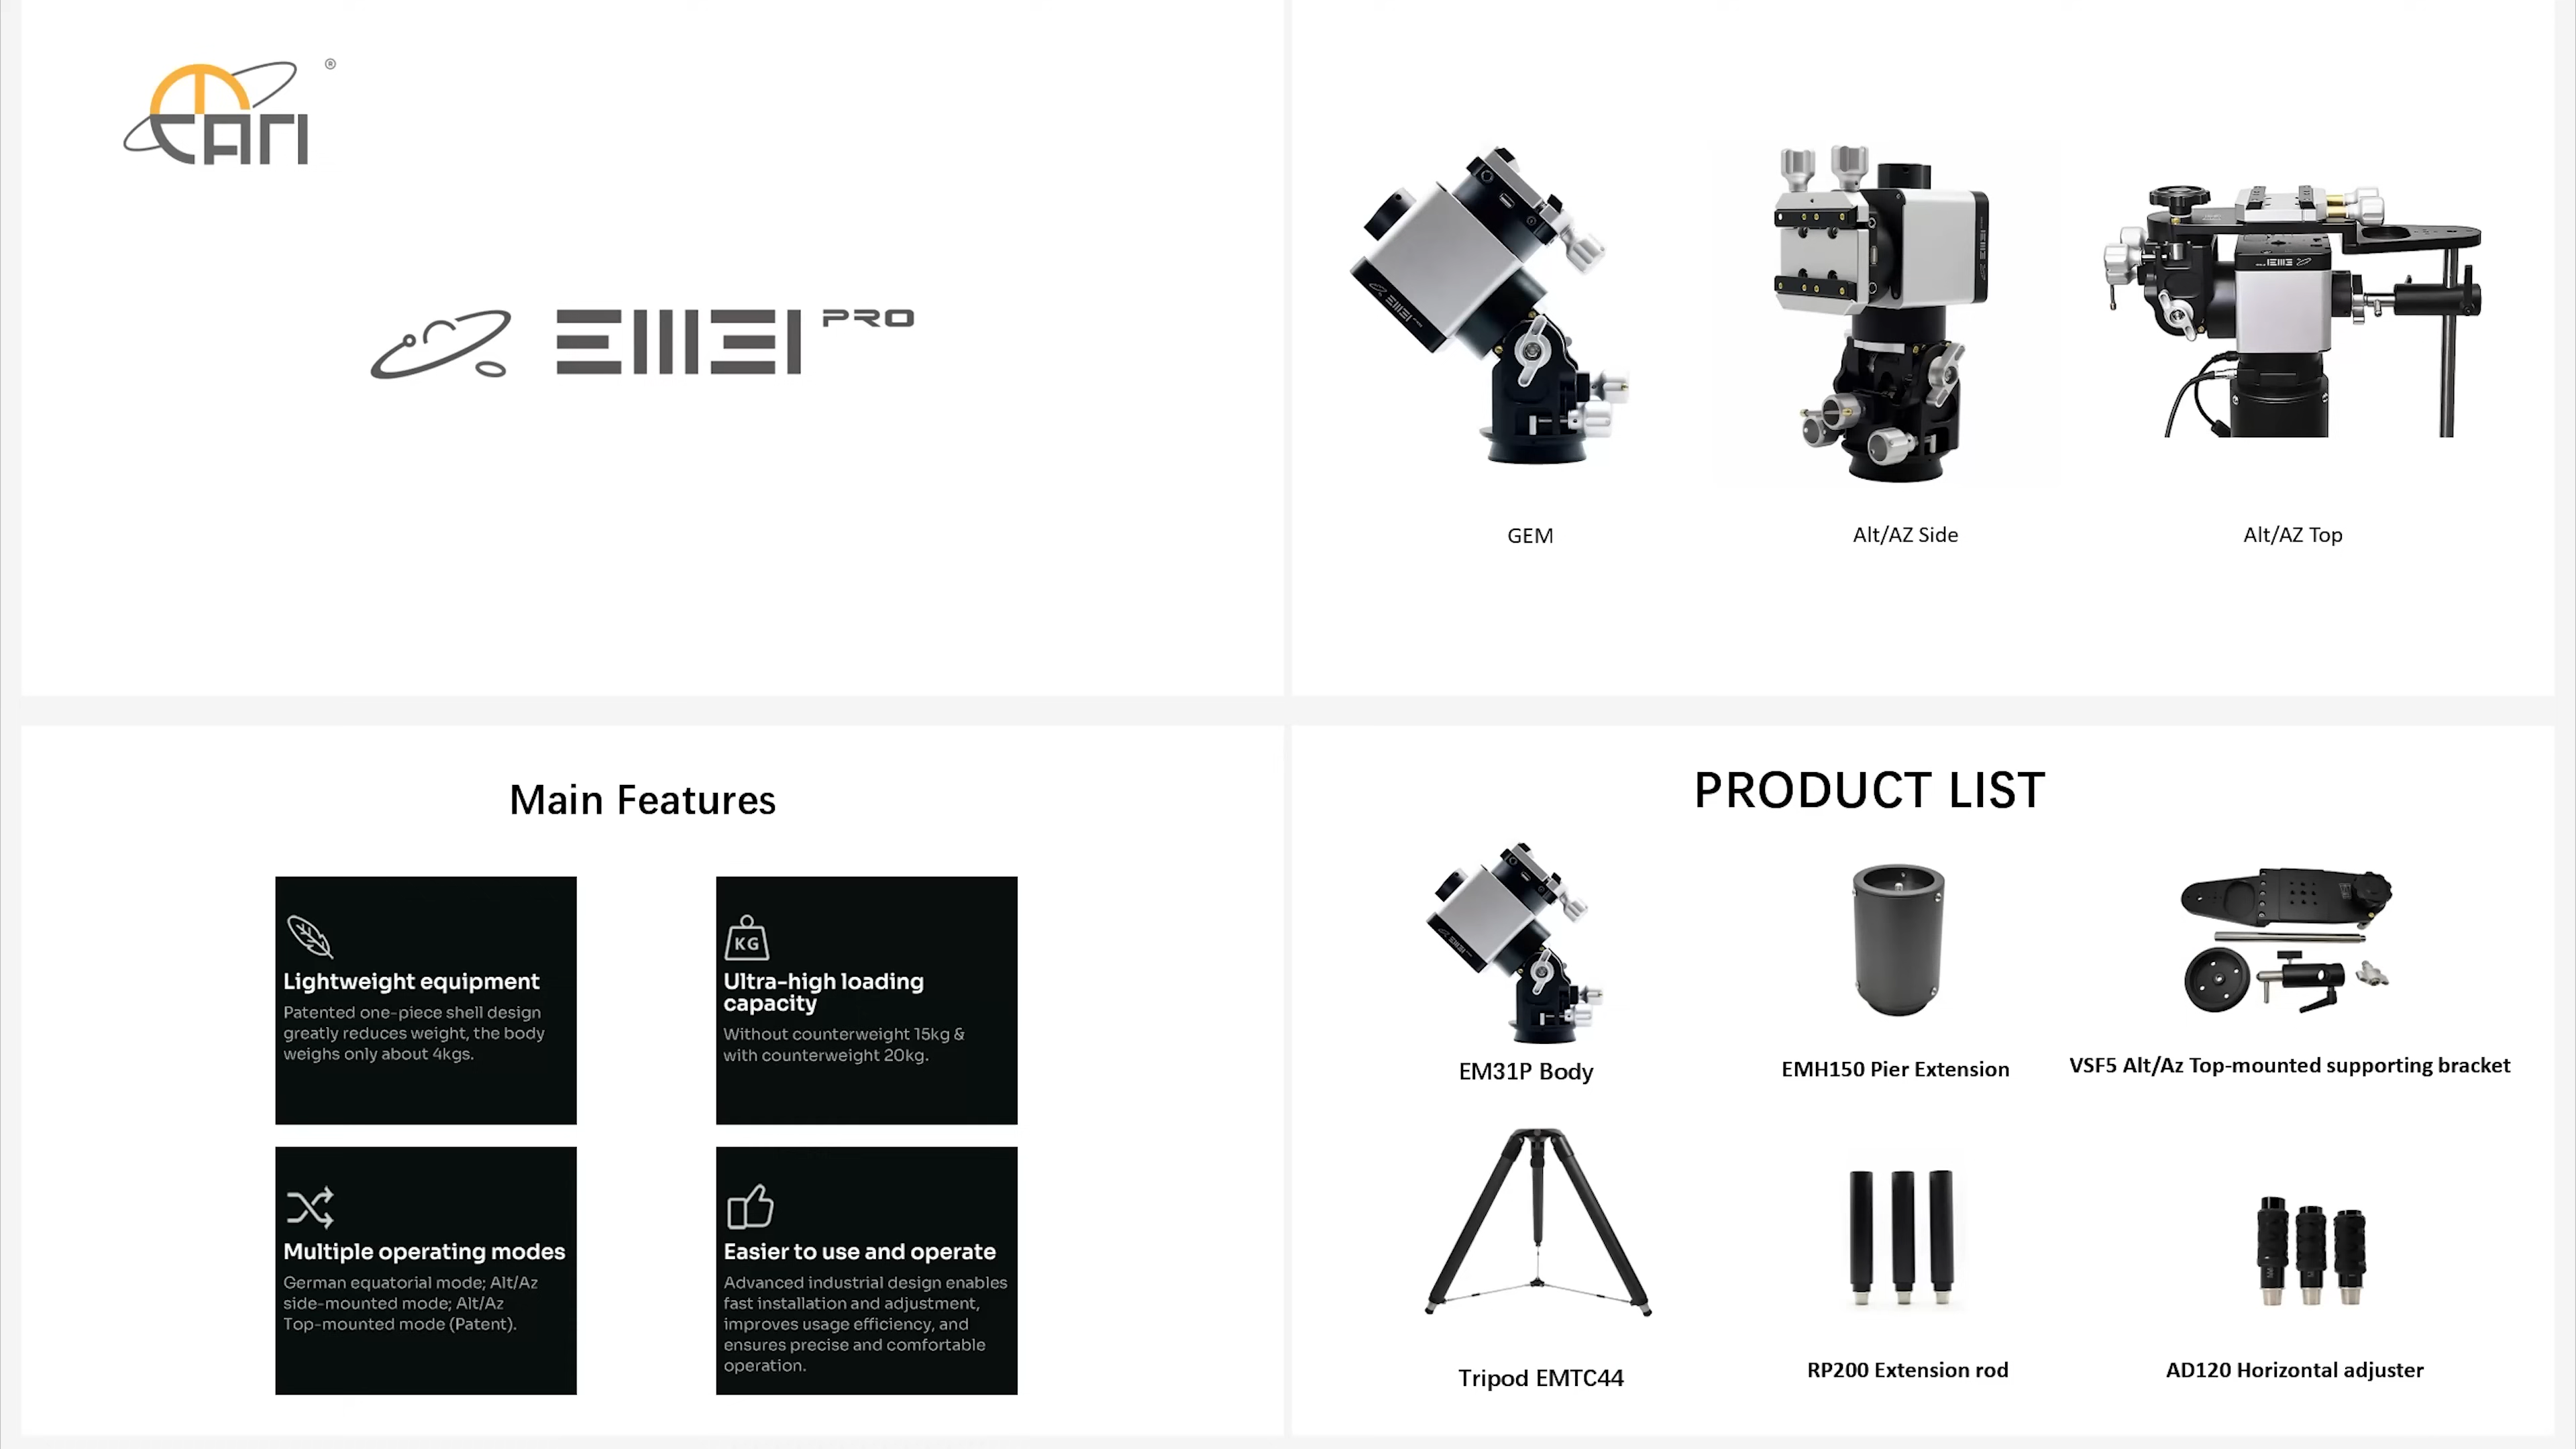 ®
EMEI PRO
GEM
Alt/AZ Side
Alt/AZ Top
Main Features
Lightweight equipment
Patented one-piece shell design
greatly reduces weight, the body
weighs only about 4kgs.
KG
Ultra-high loading
capacity
Without counterweight 15kg &
with counterweight 20kg.
Multiple operating modes
German equatorial mode; Alt/Az
side-mounted mode; Alt/Az
Top-mounted mode (Patent).
Easier to use and operate
Advanced industrial design enables
fast installation and adjustment,
improves usage efficiency, and
ensures precise and comfortable
operation.
PRODUCT LIST
EM31P Body
EMH150 Pier Extension
VSF5 Alt/Az Top-mounted supporting bracket
Tripod EMTC44
RP200 Extension rod
AD120 Horizontal adjuster